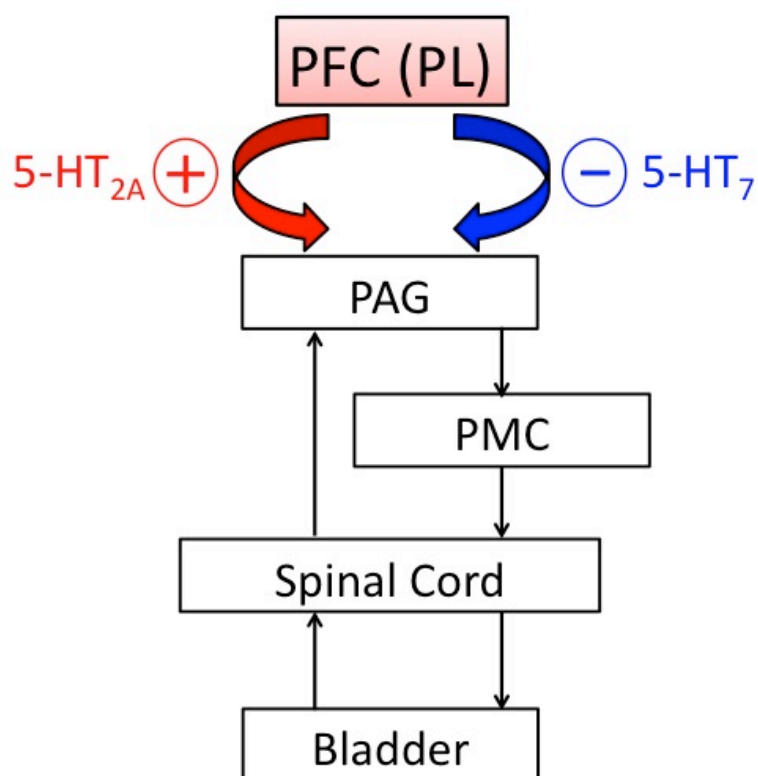 PFC (PL)
5-HT2A + − 5-HT7
PAG
PMC
Spinal Cord
Bladder